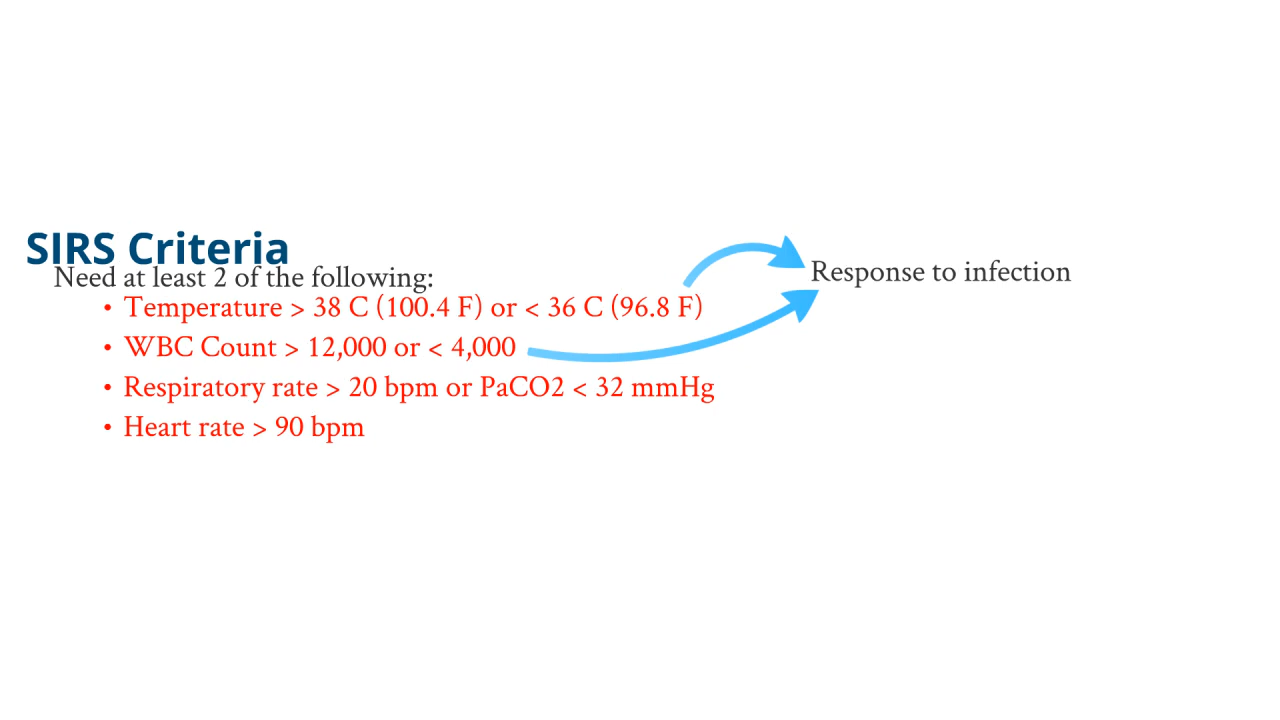 SIRS Criteria
Need at least 2 of the following:
• Temperature > 38 C (100.4 F) or < 36 C (96.8 F)
• WBC Count > 12,000 or < 4,000
• Respiratory rate > 20 bpm or PaCO2 < 32 mmHg
• Heart rate > 90 bpm
Response to infection